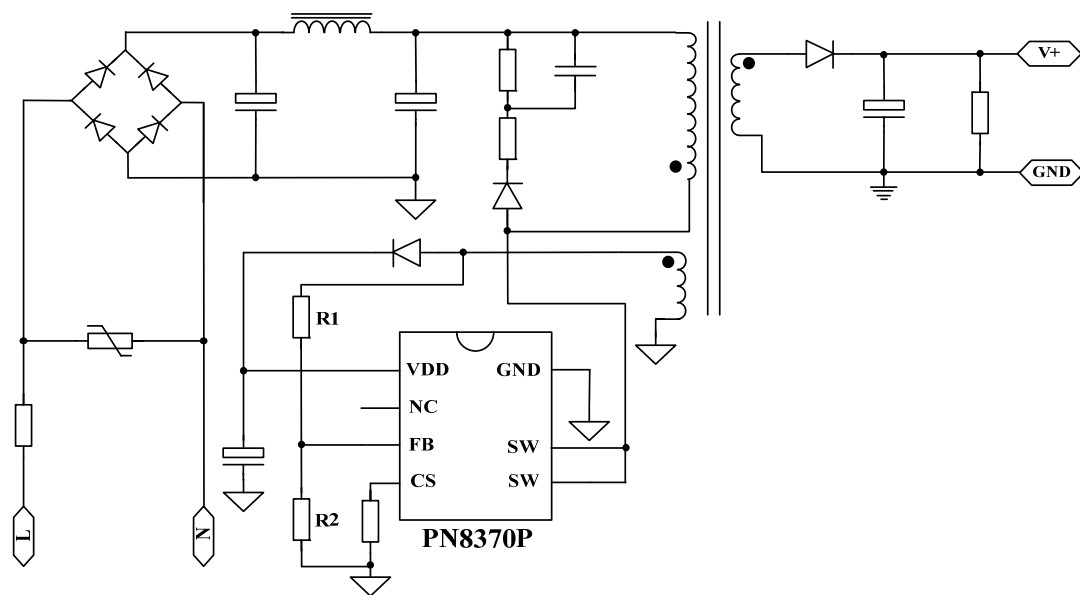 V+
GND
R1
VDD
GND
NC
FB
SW
CS
SW
R2
L
N
PN8370P